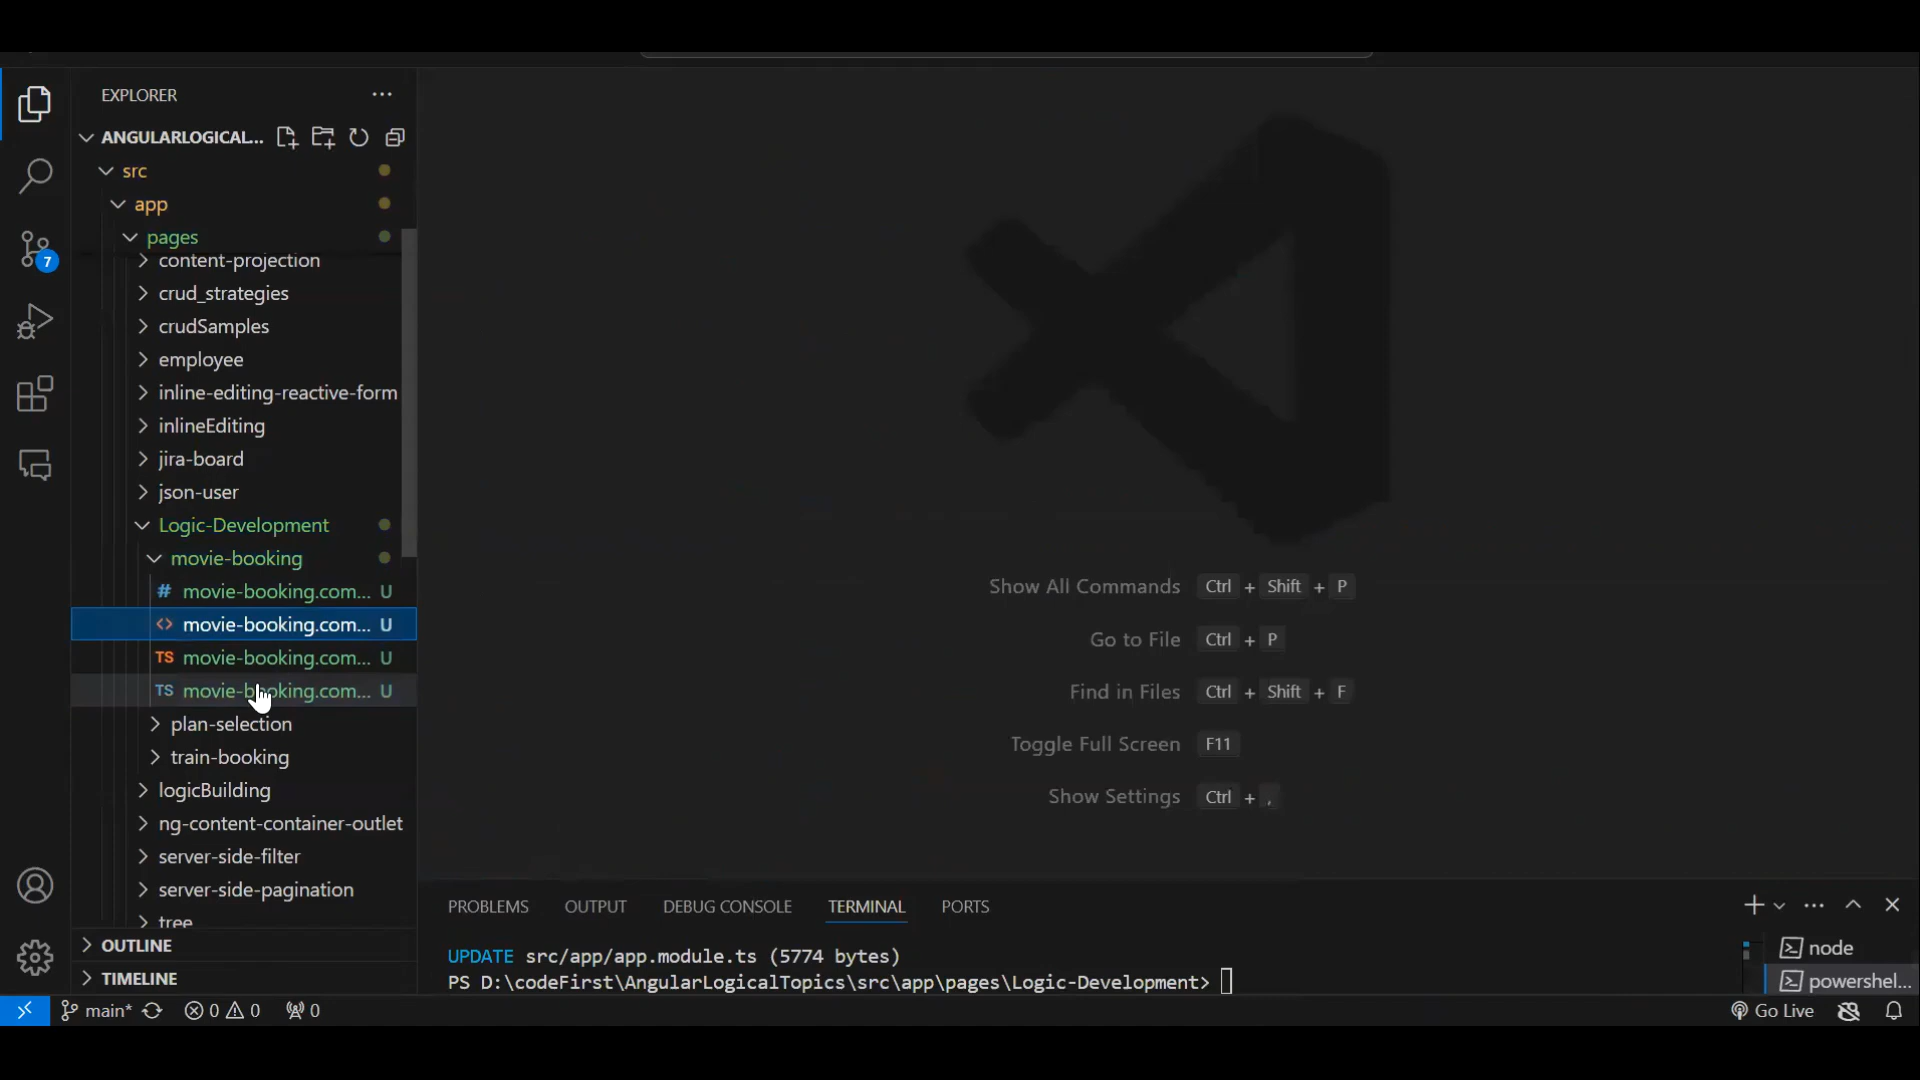 EXPLORER
ANGULARLOGICAL...
src
app
pages
content-projection
crud_strategies
crudSamples
employee
inline-editing-reactive-form
inlineEditing
jira-board
json-user
Logic-Development
movie-booking
# movie-booking.com... U
<> movie-booking.com... U
TS movie-booking.com... U
TS movie-booking.com... U
plan-selection
train-booking
logicBuilding
ng-content-container-outlet
server-side-filter
server-side-pagination
tree
OUTLINE
TIMELINE
7
Show All Commands Ctrl + Shift + P
Go to File Ctrl + P
Find in Files Ctrl + Shift + F
Toggle Full Screen F11
Show Settings Ctrl + ,
PROBLEMS OUTPUT DEBUG CONSOLE TERMINAL PORTS
UPDATE src/app/app.module.ts (5774 bytes)
PS D:\codeFirst\AngularLogicalTopics\src\app\pages\Logic-Development>
node
powershel...
main* 0 0 0 Go Live